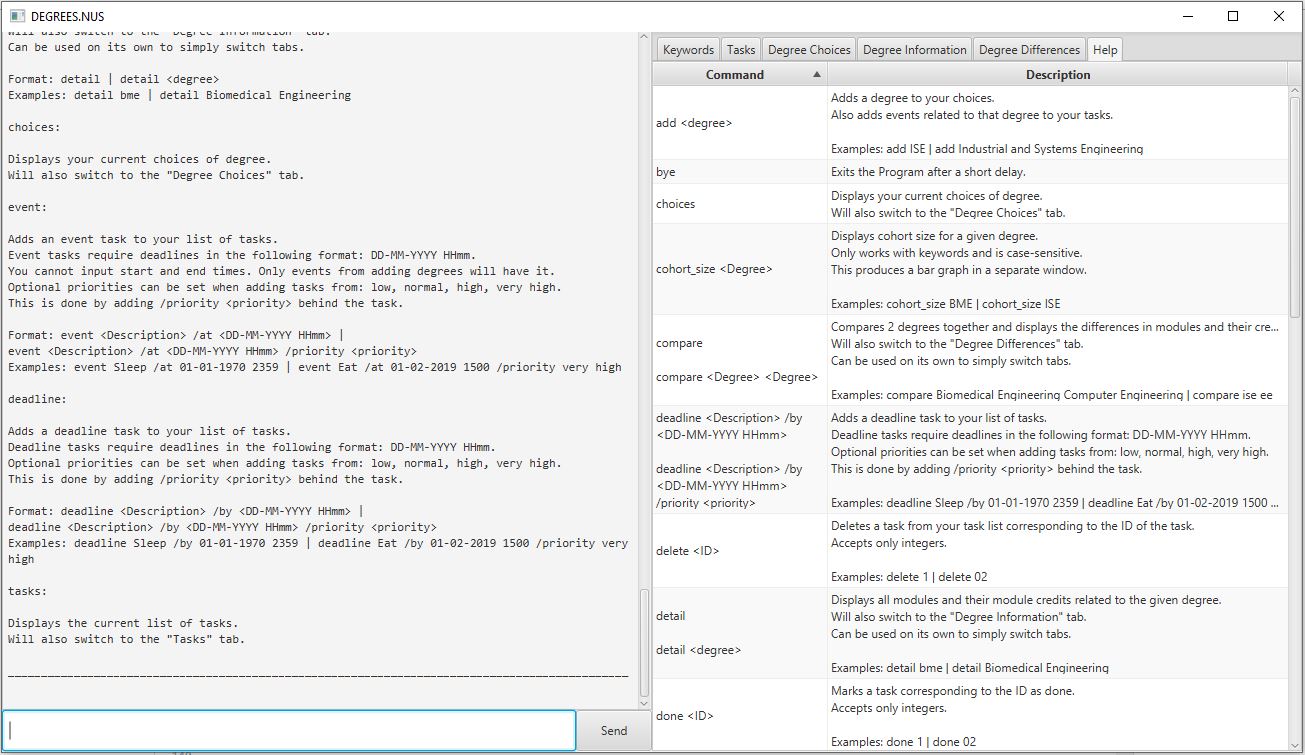 DEGREES.NUS
will also switch to the "Degree Information" tab.
Can be used on its own to simply switch tabs.
Format: detail | detail <degree>
Examples: detail bme | detail Biomedical Engineering
choices:
Displays your current choices of degree.
Will also switch to the "Degree Choices" tab.
event:
Adds an event task to your list of tasks.
Event tasks require deadlines in the following format: DD-MM-YYYY HHmm.
You cannot input start and end times. Only events from adding degrees will have it.
Optional priorities can be set when adding tasks from: low, normal, high, very high.
This is done by adding /priority <priority> behind the task.
Format: event <Description> /at <DD-MM-YYYY HHmm> |
event <Description> /at <DD-MM-YYYY HHmm> /priority <priority>
Examples: event Sleep /at 01-01-1970 2359 | event Eat /at 01-02-2019 1500 /priority very high
deadline:
Adds a deadline task to your list of tasks.
Deadline tasks require deadlines in the following format: DD-MM-YYYY HHmm.
Optional priorities can be set when adding tasks from: low, normal, high, very high.
This is done by adding /priority <priority> behind the task.
Format: deadline <Description> /by <DD-MM-YYYY HHmm> |
deadline <Description> /by <DD-MM-YYYY HHmm> /priority <priority>
Examples: deadline Sleep /by 01-01-1970 2359 | deadline Eat /by 01-02-2019 1500 /priority very
high
tasks:
Displays the current list of tasks.
Will also switch to the "Tasks" tab.
Send
Keywords Tasks Degree Choices Degree Information Degree Differences Help
Command Description
add <degree>
Adds a degree to your choices.
Also adds events related to that degree to your tasks.
Examples: add ISE | add Industrial and Systems Engineering
bye
Exits the Program after a short delay.
choices
Displays your current choices of degree.
Will also switch to the "Degree Choices" tab.
cohort_size <Degree>
Displays cohort size for a given degree.
Only works with keywords and is case-sensitive.
This produces a bar graph in a separate window.
Examples: cohort_size BME | cohort_size ISE
compare
compare <Degree> <Degree>
Compares 2 degrees together and displays the differences in modules and their cre...
Will also switch to the "Degree Differences" tab.
Can be used on its own to simply switch tabs.
Examples: compare Biomedical Engineering Computer Engineering | compare ise ee
deadline <Description> /by
<DD-MM-YYYY HHmm>
deadline <Description> /by
<DD-MM-YYYY HHmm>
/priority <priority>
Adds a deadline task to your list of tasks.
Deadline tasks require deadlines in the following format: DD-MM-YYYY HHmm.
Optional priorities can be set when adding tasks from: low, normal, high, very high.
This is done by adding /priority <priority> behind the task.
Examples: deadline Sleep /by 01-01-1970 2359 | deadline Eat /by 01-02-2019 1500 ...
delete <ID>
Deletes a task from your task list corresponding to the ID of the task.
Accepts only integers.
Examples: delete 1 | delete 02
detail
detail <degree>
Displays all modules and their module credits related to the given degree.
Will also switch to the "Degree Information" tab.
Can be used on its own to simply switch tabs.
Examples: detail bme | detail Biomedical Engineering
done <ID>
Marks a task corresponding to the ID as done.
Accepts only integers.
Examples: done 1 | done 02